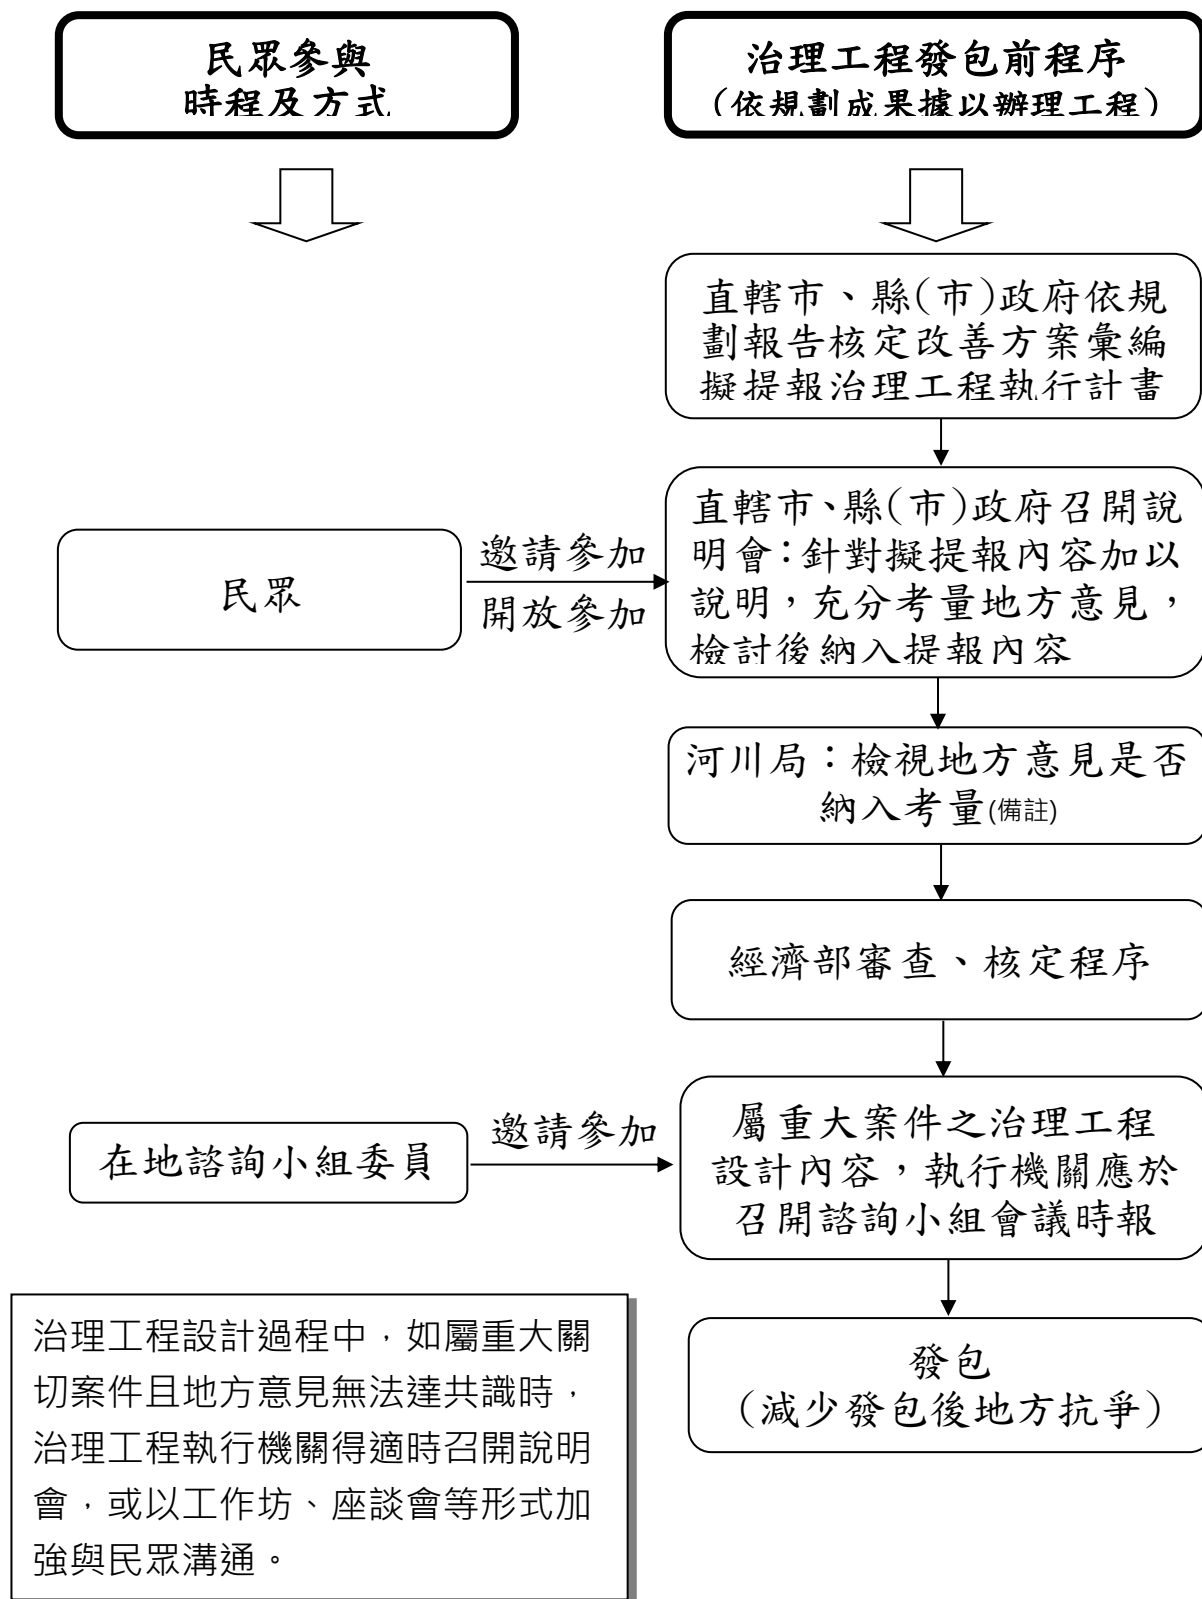 民眾參與
時程及方式
治理工程發包前程序
(依規劃成果據以辦理工程)
直轄市、縣(市)政府依規
劃報告核定改善方案彙編
擬提報治理工程執行計畫
民眾
邀請參加
開放參加
直轄市、縣(市)政府召開說
明會：針對擬提報內容加以
說明，充分考量地方意見，
檢討後納入提報內容
河川局：檢視地方意見是否
納入考量(備註)
經濟部審查、核定程序
在地諮詢小組委員
邀請參加
屬重大案件之治理工程
設計內容，執行機關應於
召開諮詢小組會議時報
治理工程設計過程中，如屬重大關
切案件且地方意見無法達共識時，
治理工程執行機關得適時召開說明
會，或以工作坊、座談會等形式加
強與民眾溝通。
發包
(減少發包後地方抗爭)